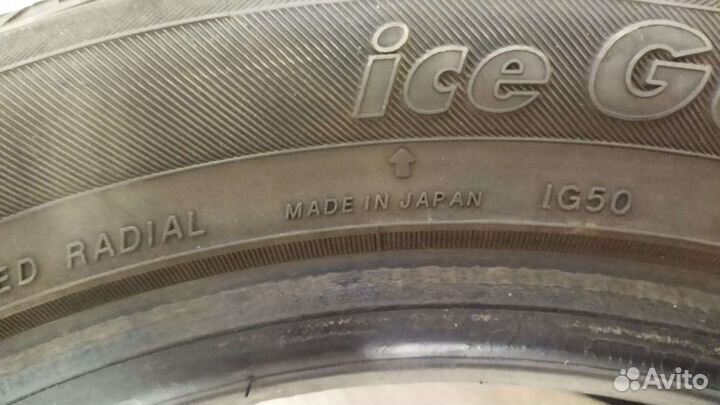 ice G
MADE IN JAPAN IG50
ED RADIAL
Avito